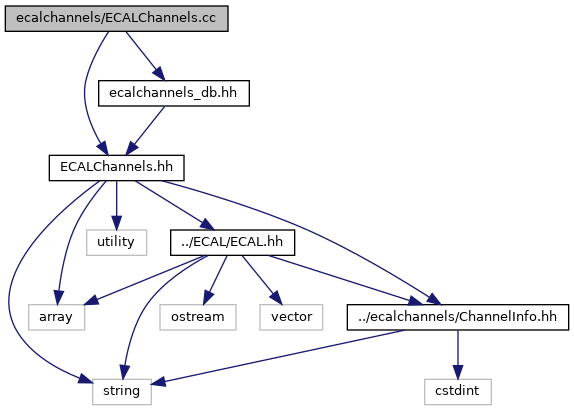 ecalchannels/ECALChannels.cc
ecalchannels_db.hh
ECALChannels.hh
utility
../ECAL/ECAL.hh
array
ostream
vector
../ecalchannels/ChannelInfo.hh
string
cstdint